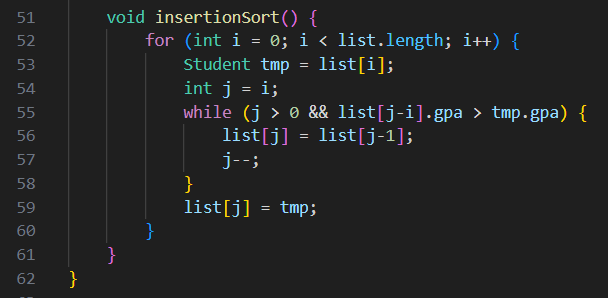 51 void insertionSort() {
52 for (int i = 0; i < list.length; i++) {
53 Student tmp = list[i];
54 int j = i;
55 while (j > 0 && list[j-i].gpa > tmp.gpa) {
56 list[j] = list[j-1];
57 j--;
58 }
59 list[j] = tmp;
60 }
61 }
62 }